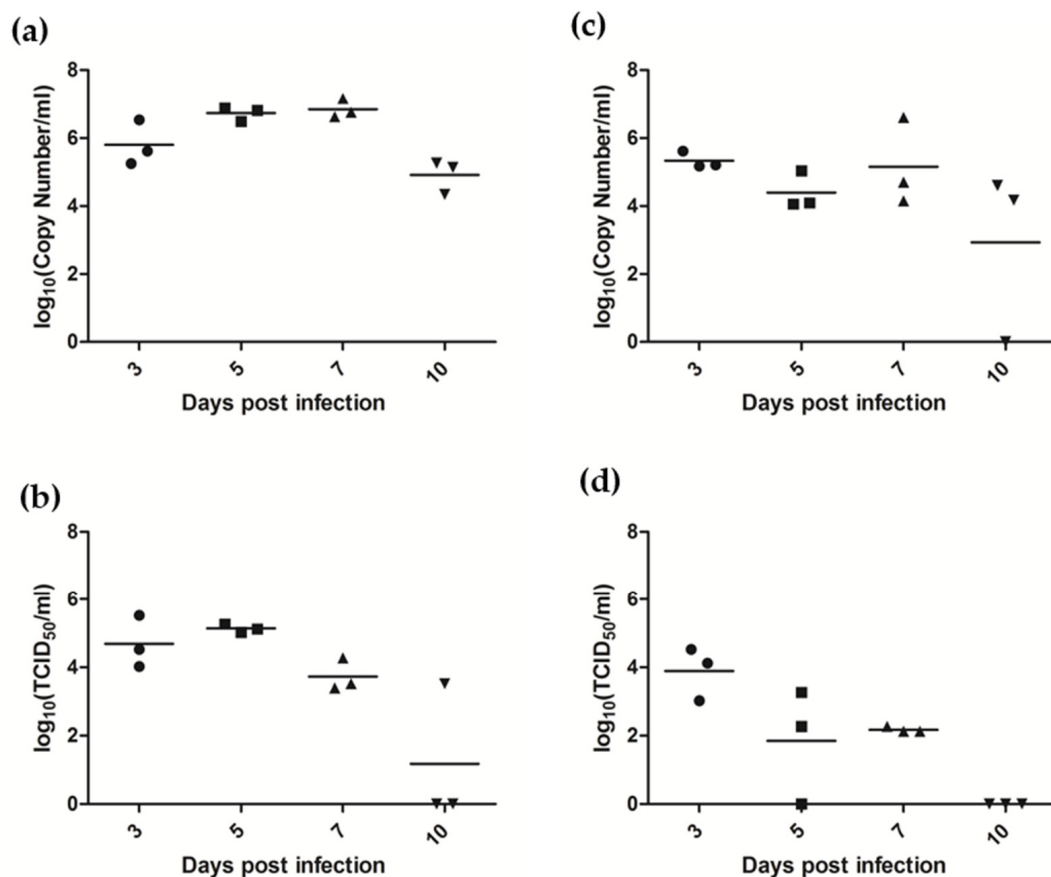 (a)
log₁₀(Copy Number/ml)
8
6
4
2
0
3 5 7 10
Days post infection
(c)
log₁₀(Copy Number/ml)
8
6
4
2
0
3 5 7 10
Days post infection
(b)
log₁₀(TCID₅₀/ml)
8
6
4
2
0
3 5 7 10
Days post infection
(d)
log₁₀(TCID₅₀/ml)
8
6
4
2
0
3 5 7 10
Days post infection